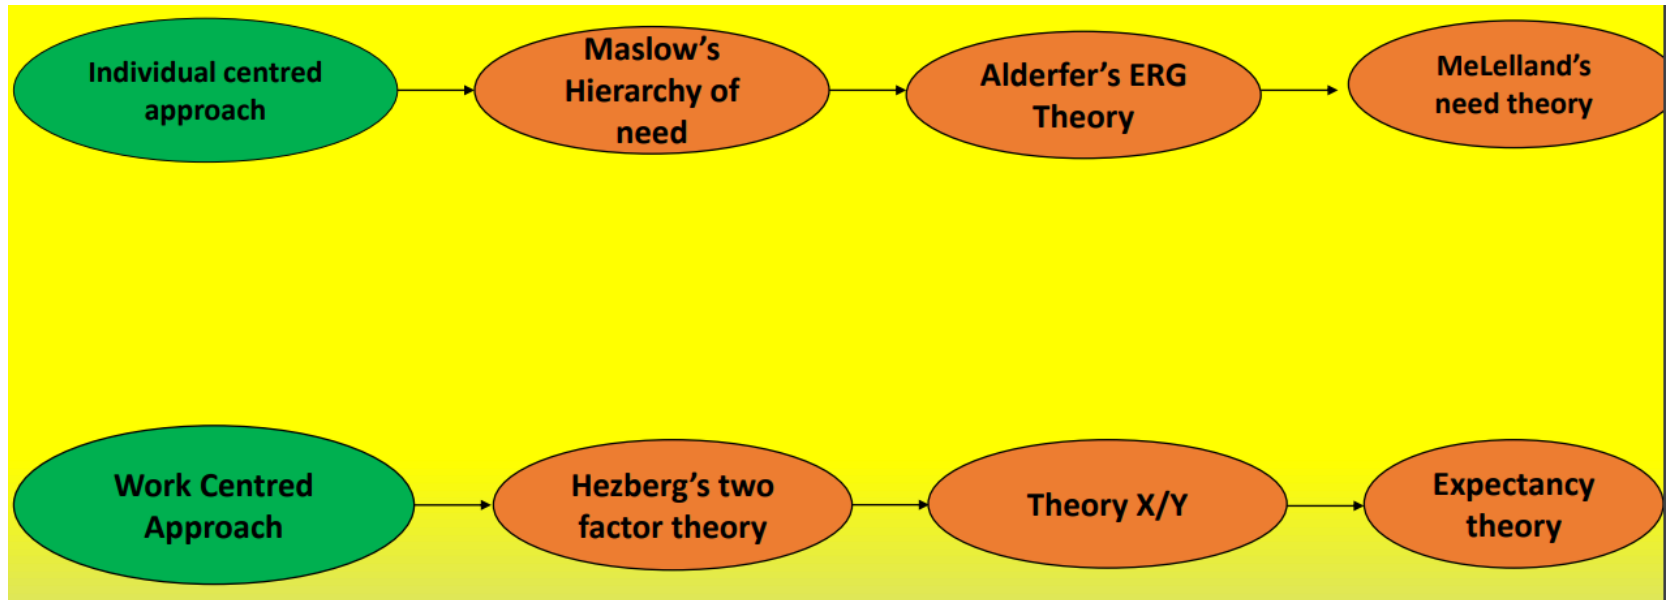 Individual centred
approach
Maslow's
Hierarchy of
need
Alderfer's ERG
Theory
MeLelland's
need theory
Work Centred
Approach
Hezberg's two
factor theory
Theory X/Y
Expectancy
theory